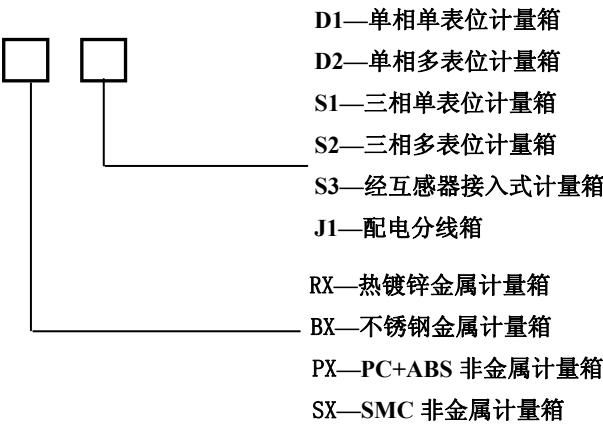 D1—单相单表位计量箱
D2—单相多表位计量箱
S1—三相单表位计量箱
S2—三相多表位计量箱
S3—经互感器接入式计量箱
J1—配电分线箱
RX—热镀锌金属计量箱
BX—不锈钢金属计量箱
PX—PC+ABS 非金属计量箱
SX—SMC 非金属计量箱